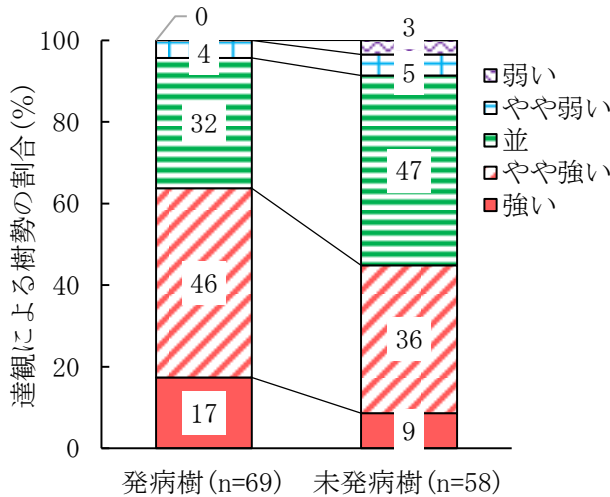 達観による樹勢の割合(%)
100
80
60
40
20
0
0
4
32
46
17
3
5
47
36
9
発病樹(n=69)
未発病樹(n=58)
弱い
やや弱い
並
やや強い
強い